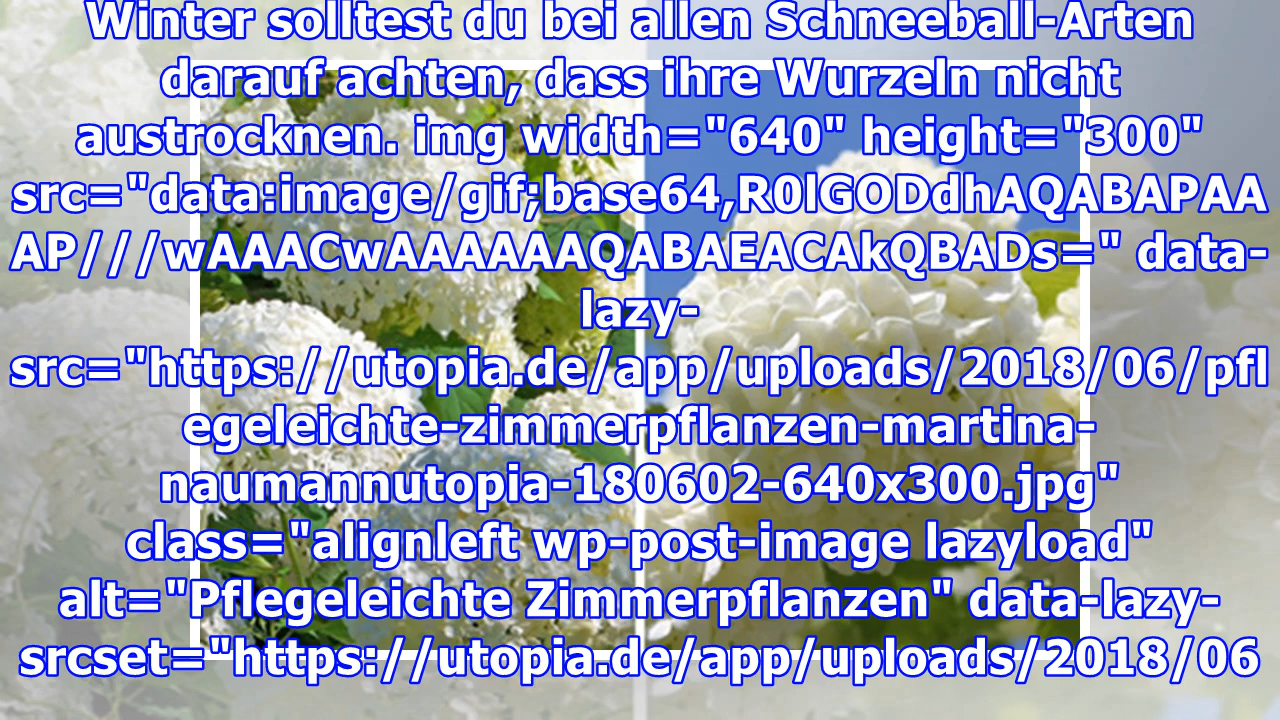 Winter solltest du bei allen Schneeball-Arten
darauf achten, dass ihre Wurzeln nicht
austrocknen. img width="640" height="300"
src="data:image/gif;base64,R0lGODdhAQABAPAA
AP///wAAACwAAAAAAQABAEACAkQBADs=" data-
lazy-
src="https://utopia.de/app/uploads/2018/06/pfl
egeleichte-zimmerpflanzen-martina-
naumannutopia-180602-640x300.jpg"
class="alignleft wp-post-image lazyload"
alt="Pflegeleichte Zimmerpflanzen" data-lazy-
srcset="https://utopia.de/app/uploads/2018/06